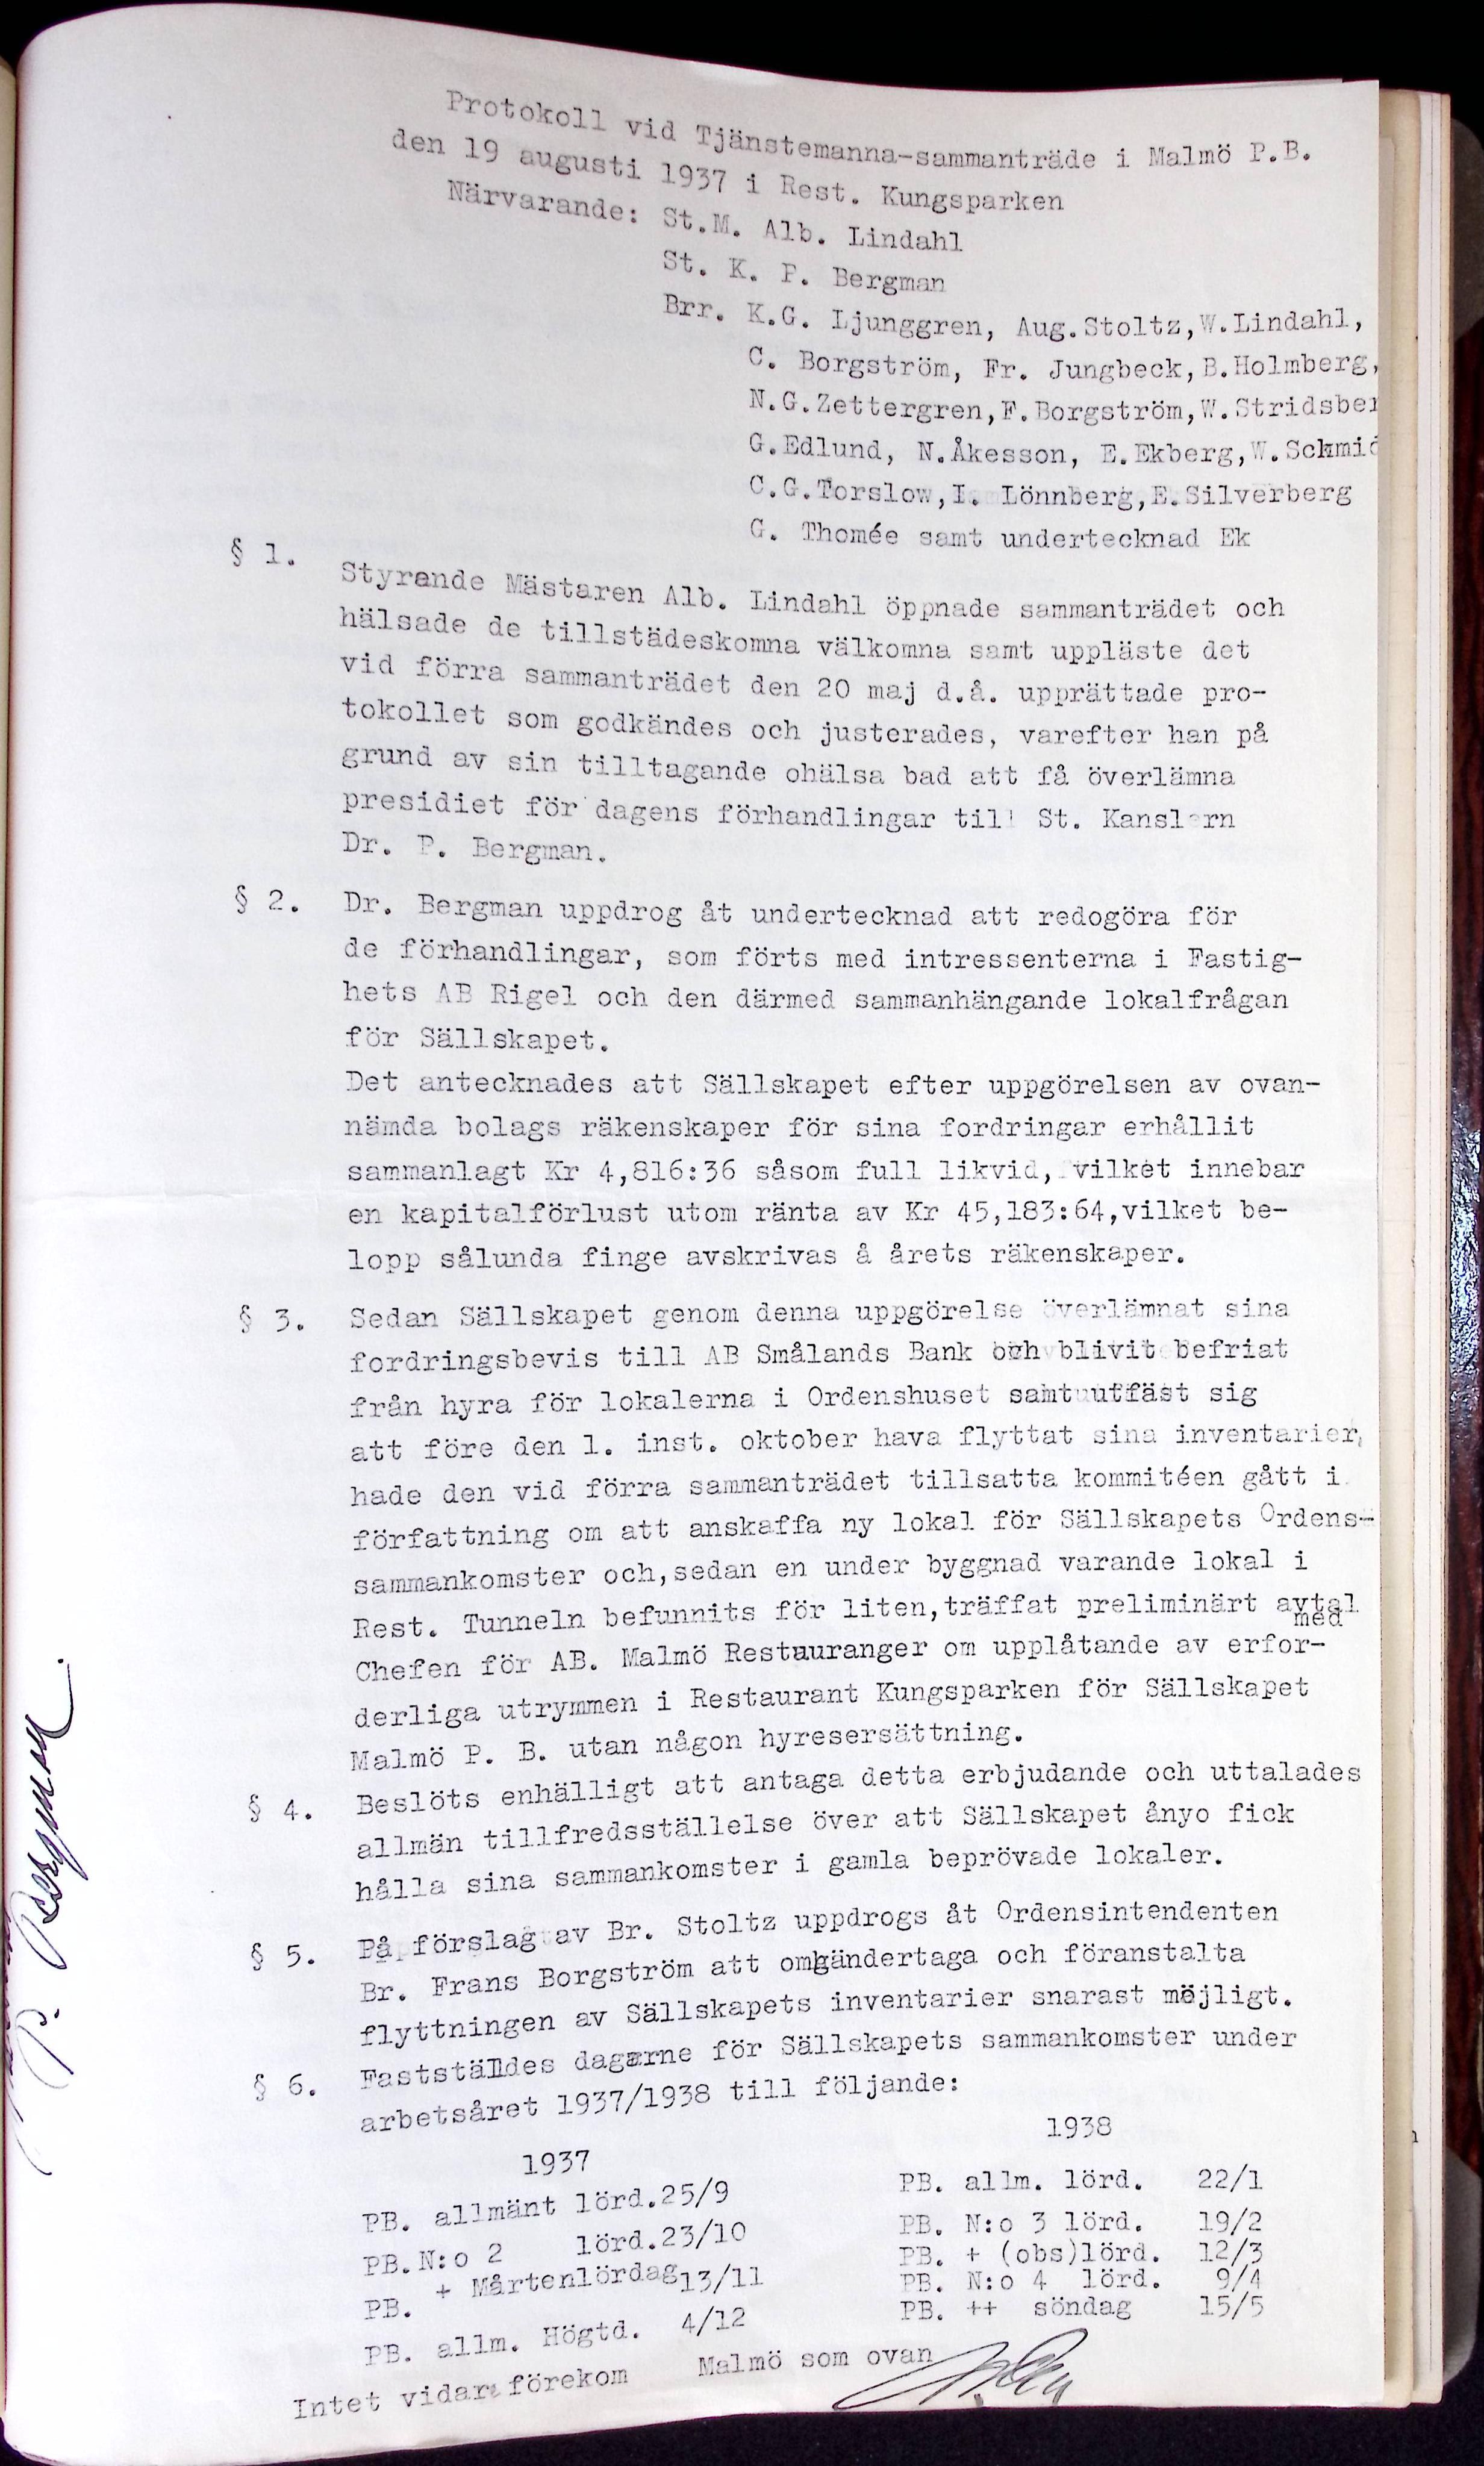 Protokoll vid Tjänstemanna-sammanträde i Malmö P.B.
den 19 augusti 1937 i Rest. Kungsparken
Närvarande: St.M. Alb. Lindahl
St. K. P. Bergman
Brr. K.G. Ljunggren, Aug.Stoltz,W.Lindahl,
C. Borgström, Fr. Jungbeck,B.Holmberg,
N.G.Zettergren,F.Borgström,W.Stridsber
G.Edlund, N.Åkesson, E.Ekberg,W.Schmid
C.G.Torslow,I. Lönnberg,E.Silverberg
G. Thomée samt undertecknad Ek
§ 1. Styrande Mästaren Alb. Lindahl öppnade sammanträdet och
hälsade de tillstädeskomna välkomna samt uppläste det
vid förra sammanträdet den 20 maj d.å. upprättade pro-
tokollet som godkändes och justerades, varefter han på
grund av sin tilltagande ohälsa bad att få överlämna
presidiet för dagens förhandlingar till St. Kanslern
Dr. P. Bergman.
§ 2. Dr. Bergman uppdrog åt undertecknad att redogöra för
de förhandlingar, som förts med intressenterna i Fastig-
hets AB Rigel och den därmed sammanhängande lokalfrågan
för Sällskapet.
Det antecknades att Sällskapet efter uppgörelsen av ovan-
nämda bolags räkenskaper för sina fordringar erhållit
sammanlagt Kr 4,816:36 såsom full likvid, vilket innebar
en kapitalförlust utom ränta av Kr 45,183:64,vilket be-
lopp sålunda finge avskrivas å årets räkenskaper.
§ 3. Sedan Sällskapet genom denna uppgörelse överlämnat sina
fordringsbevis till AB Smålands Bank och blivit befriat
från hyra för lokalerna i Ordenshuset samt utfäst sig
att före den 1. inst. oktober hava flyttat sina inventarier,
hade den vid förra sammanträdet tillsatta kommitéen gått i
författning om att anskaffa ny lokal för Sällskapets Ordens-
sammankomster och,sedan en under byggnad varande lokal i
Rest. Tunneln befunnits för liten,träffat preliminärt avtal
med
Chefen för AB. Malmö Restauranger om upplåtande av erfor-
derliga utrymmen i Restaurant Kungsparken för Sällskapet
Malmö P. B. utan någon hyresersättning.
§ 4. Beslöts enhälligt att antaga detta erbjudande och uttalades
allmän tillfredsställelse över att Sällskapet ånyo fick
hålla sina sammankomster i gamla beprövade lokaler.
§ 5. På förslag av Br. Stoltz uppdrogs åt Ordensintendenten
Br. Frans Borgström att omhändertaga och föranstalta
flyttningen av Sällskapets inventarier snarast möjligt.
§ 6. Fastställdes dagarne för Sällskapets sammankomster under
arbetsåret 1937/1938 till följande:
1937
PB. allmänt lörd.25/9
PB.N:o 2 lörd.23/10
PB. + Mårtenlördag13/11
PB. allm. Högtd. 4/12
1938
PB. allm. lörd. 22/1
PB. N:o 3 lörd. 19/2
PB. + (obs)lörd. 12/3
PB. N:o 4 lörd. 9/4
PB. ++ söndag 15/5
Intet vidare förekom Malmö som ovan
P. Bergman.